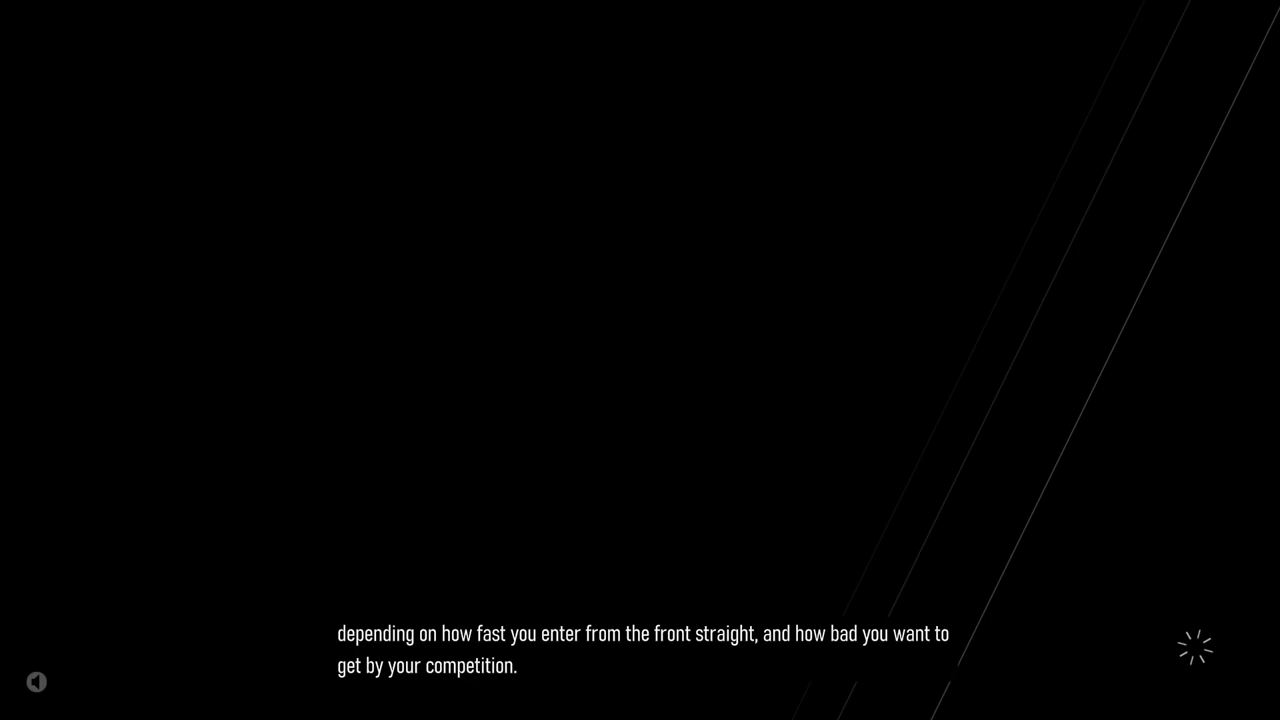 depending on how fast you enter from the front straight, and how bad you want to
get by your competition.